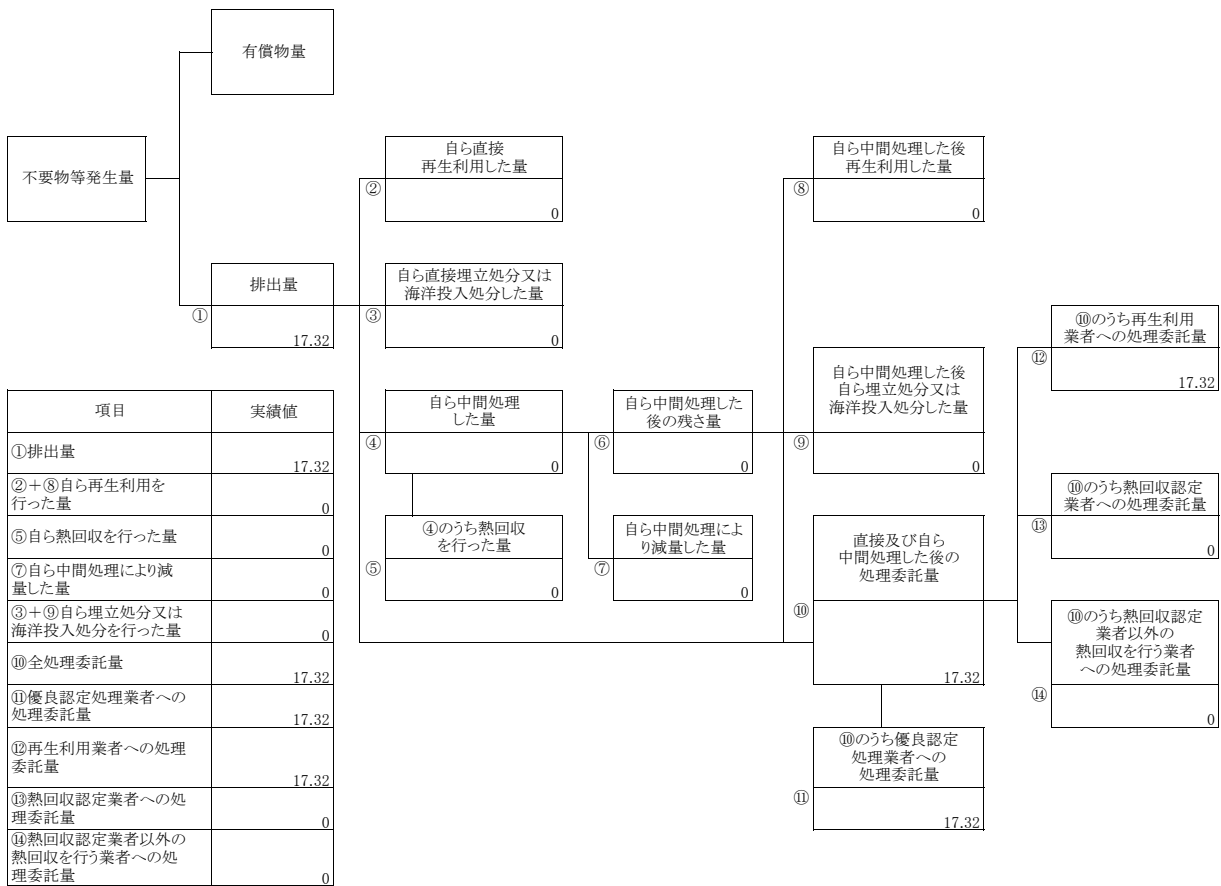 有償物量
不要物等発生量
自ら直接
再生利用した量
②
0
自ら中間処理した後
再生利用した量
⑧
0
排出量
①
17.32
自ら直接埋立処分又は
海洋投入処分した量
③
0
⑩のうち再生利用
業者への処理委託量
⑫
17.32
自ら中間処理
した量
④
0
自ら中間処理した
後の残さ量
⑥
0
自ら中間処理した後
自ら埋立処分又は
海洋投入処分した量
⑨
0
④のうち熱回収
を行った量
⑤
0
自ら中間処理によ
り減量した量
⑦
0
直接及び自ら
中間処理した後の
処理委託量
⑩
17.32
⑩のうち熱回収認定
業者への処理委託量
⑬
0
⑩のうち熱回収認定
業者以外の
熱回収を行う業者
への処理委託量
⑭
0
⑩のうち優良認定
処理業者への
処理委託量
⑪
17.32
項目 実績値
①排出量
17.32
②+⑧自ら再生利用を
行った量
0
⑤自ら熱回収を行った量
0
⑦自ら中間処理により減
量した量
0
③+⑨自ら埋立処分又は
海洋投入処分を行った量
0
⑩全処理委託量
17.32
⑪優良認定処理業者への
処理委託量
17.32
⑫再生利用業者への処理
委託量
17.32
⑬熱回収認定業者への処
理委託量
0
⑭熱回収認定業者以外の
熱回収を行う業者への処
理委託量
0